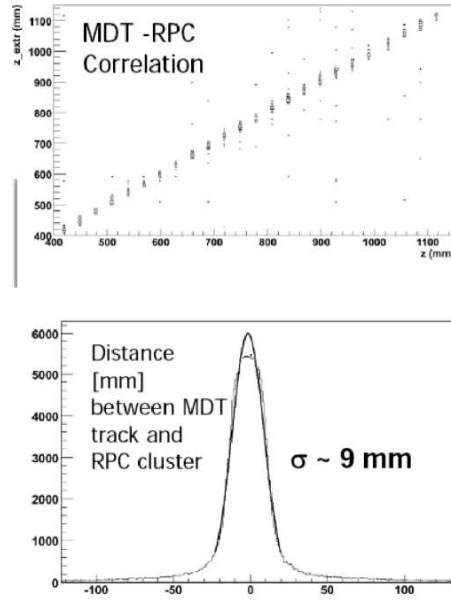 MDT -RPC
Correlation
z_extr (mm)
1100
1000
900
800
700
600
500
400
400 500 600 700 800 900 1000 1100
z (mm)
Distance
[mm]
between MDT
track and
RPC cluster
σ ~ 9 mm
6000
5000
4000
3000
2000
1000
0
-100 -50 0 50 100